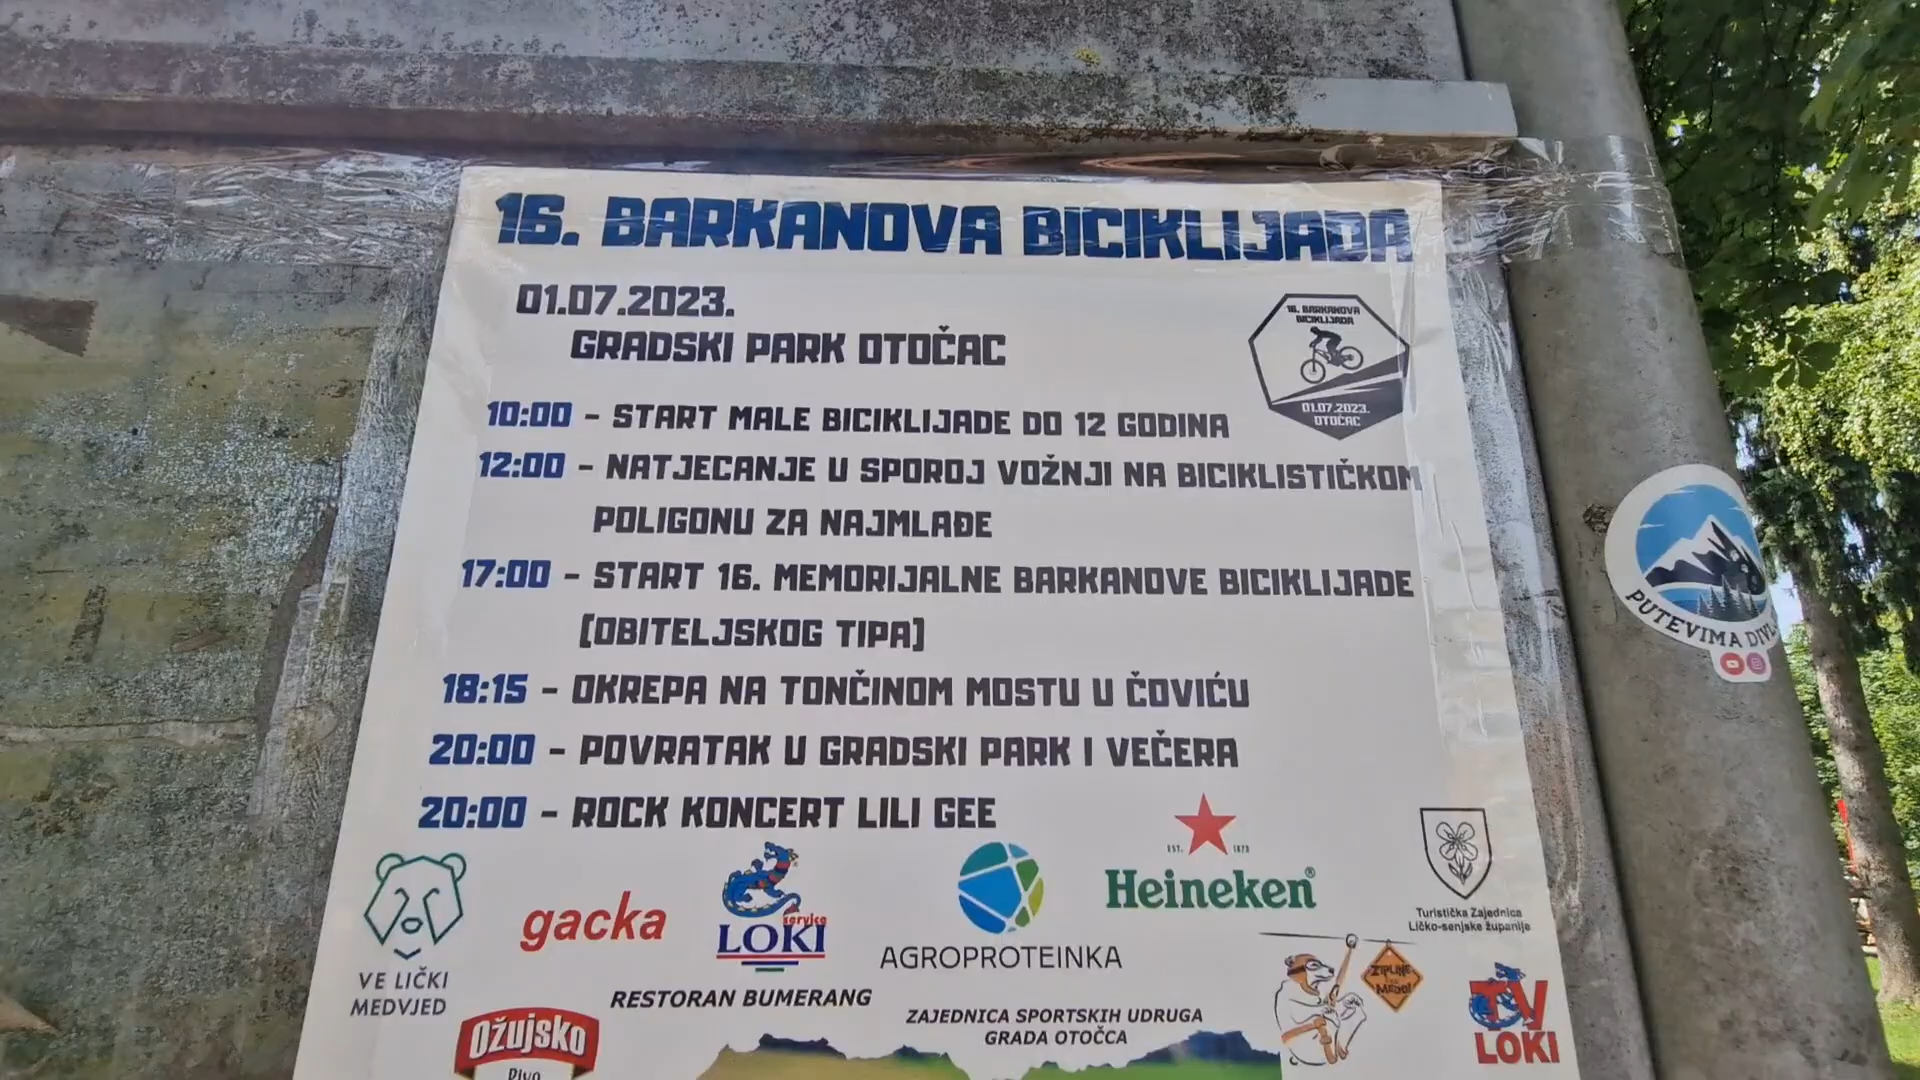 16. BARKANOVA BICIKLIJADA
01.07.2023.
GRADSKI PARK OTOČAC
16. BARKANOVA
BICIKLIJADA
01.07.2023.
OTOČAC
10:00 - START MALE BICIKLIJADE DO 12 GODINA
12:00 - NATJECANJE U SPOROJ VOŽNJI NA BICIKLISTIČKOM
POLIGONU ZA NAJMLAĐE
17:00 - START 16. MEMORIJALNE BARKANOVE BICIKLIJADE
[OBITELJSKOG TIPA]
18:15 - OKREPA NA TONČINOM MOSTU U ČOVIĆU
20:00 - POVRATAK U GRADSKI PARK I VEČERA
20:00 - ROCK KONCERT LILI GEE
PUTEVIMA
VE LIČKI
MEDVJED
gacka
service
LOKI
AGROPROTEINKA
EST. 1873
Heineken®
Turistička Zajednica
Ličko-senjske županije
Ožujsko
Pivo
RESTORAN BUMERANG
ZAJEDNICA SPORTSKIH UDRUGA
GRADA OTOČCA
ZIPLINE
MEDO!
TV
LOKI